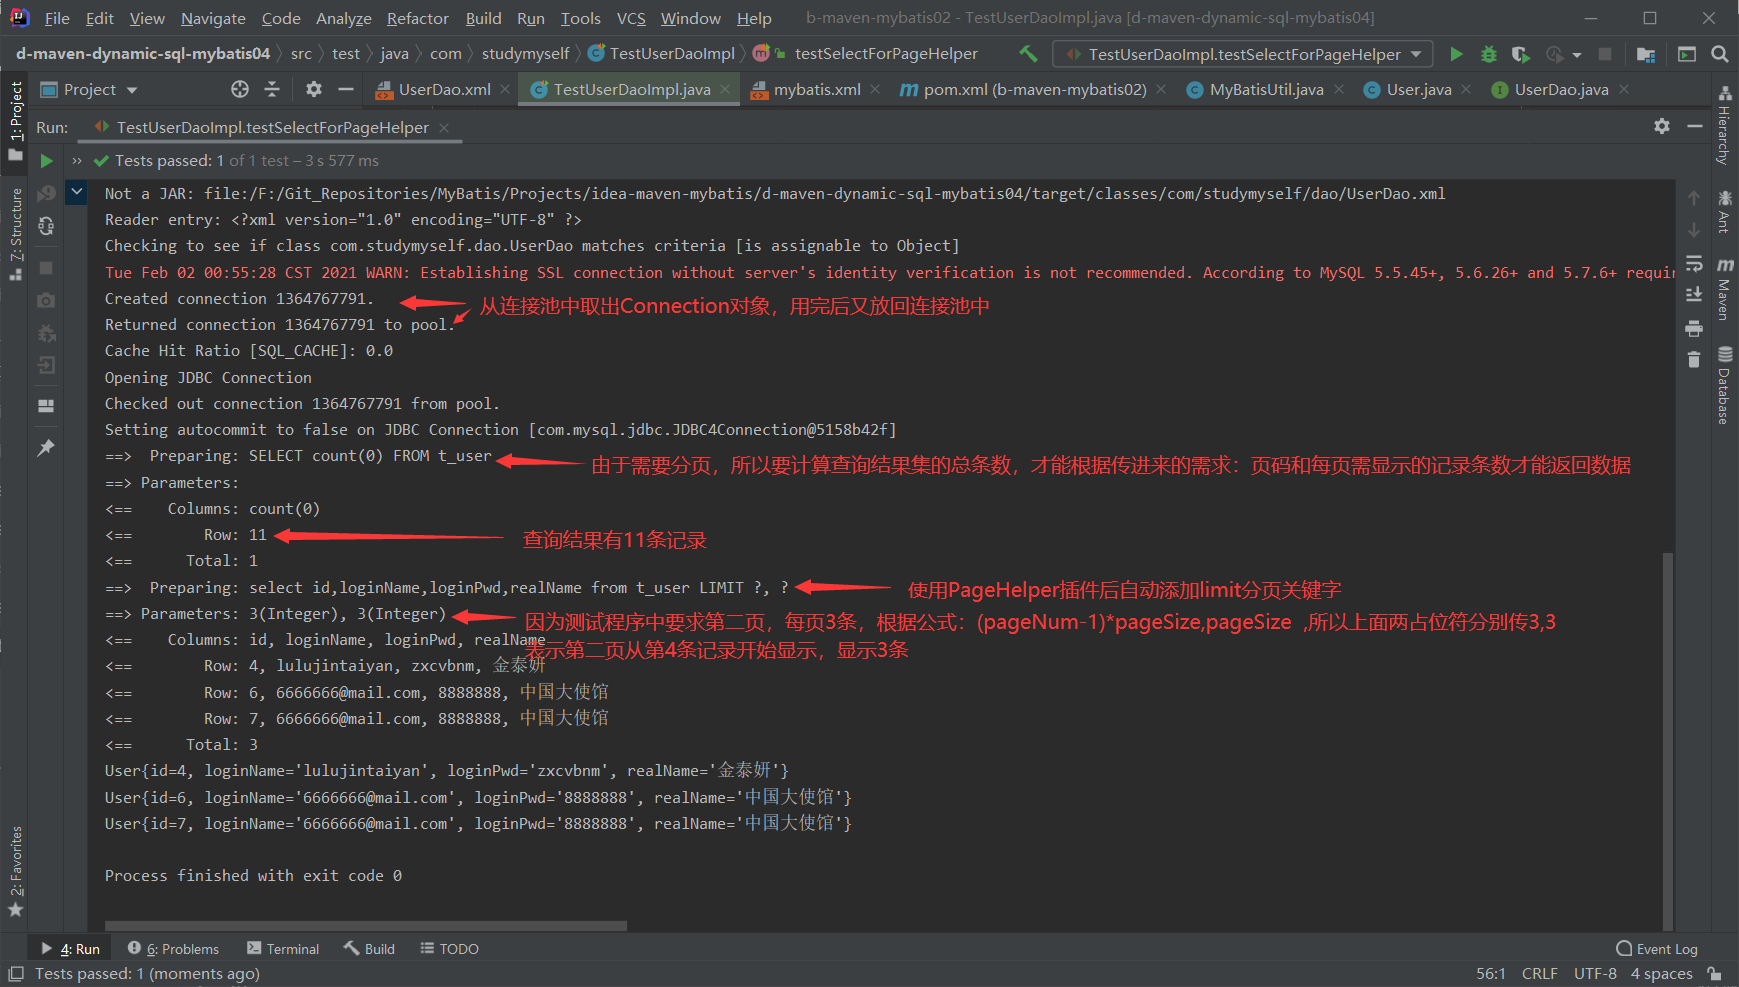 File Edit View Navigate Code Analyze Refactor Build Run Tools VCS Window Help b-maven-mybatis02 - TestUserDaoImpl.java [d-maven-dynamic-sql-mybatis04]
d-maven-dynamic-sql-mybatis04 src test java com studymyself TestUserDaoImpl testSelectForPageHelper TestUserDaoImpl.testSelectForPageHelper
Project UserDao.xml TestUserDaoImpl.java mybatis.xml pom.xml (b-maven-mybatis02) MyBatisUtil.java User.java UserDao.java
Run: TestUserDaoImpl.testSelectForPageHelper
Tests passed: 1 of 1 test – 3 s 577 ms
Not a JAR: file:/F:/Git_Repositories/MyBatis/Projects/idea-maven-mybatis/d-maven-dynamic-sql-mybatis04/target/classes/com/studymyself/dao/UserDao.xml
Reader entry: <?xml version="1.0" encoding="UTF-8" ?>
Checking to see if class com.studymyself.dao.UserDao matches criteria [is assignable to Object]
Tue Feb 02 00:55:28 CST 2021 WARN: Establishing SSL connection without server's identity verification is not recommended. According to MySQL 5.5.45+, 5.6.26+ and 5.7.6+ requir
Created connection 1364767791.
从连接池中取出Connection对象，用完后又放回连接池中
Returned connection 1364767791 to pool.
Cache Hit Ratio [SQL_CACHE]: 0.0
Opening JDBC Connection
Checked out connection 1364767791 from pool.
Setting autocommit to false on JDBC Connection [com.mysql.jdbc.JDBC4Connection@5158b42f]
==>  Preparing: SELECT count(0) FROM t_user
由于需要分页，所以要计算查询结果集的总条数，才能根据传进来的需求：页码和每页需显示的记录条数才能返回数据
==> Parameters:
<==    Columns: count(0)
<==        Row: 11
查询结果有11条记录
<==      Total: 1
==>  Preparing: select id,loginName,loginPwd,realName from t_user LIMIT ?, ?
使用PageHelper插件后自动添加limit分页关键字
==> Parameters: 3(Integer), 3(Integer)
因为测试程序中要求第二页，每页3条，根据公式：(pageNum-1)*pageSize,pageSize ,所以上面两占位符分别传3,3
<==    Columns: id, loginName, loginPwd, realName
表示第二页从第4条记录开始显示，显示3条
<==        Row: 4, lulujintaiyan, zxcvbnm, 金泰妍
<==        Row: 6, 6666666@mail.com, 8888888, 中国大使馆
<==        Row: 7, 6666666@mail.com, 8888888, 中国大使馆
<==      Total: 3
User{id=4, loginName='lulujintaiyan', loginPwd='zxcvbnm', realName='金泰妍'}
User{id=6, loginName='6666666@mail.com', loginPwd='8888888', realName='中国大使馆'}
User{id=7, loginName='6666666@mail.com', loginPwd='8888888', realName='中国大使馆'}
Process finished with exit code 0
1: Project
7: Structure
2: Favorites
Hierarchy
Ant
Maven
Database
4: Run 6: Problems Terminal Build TODO Event Log
Tests passed: 1 (moments ago) 56:1 CRLF UTF-8 4 spaces